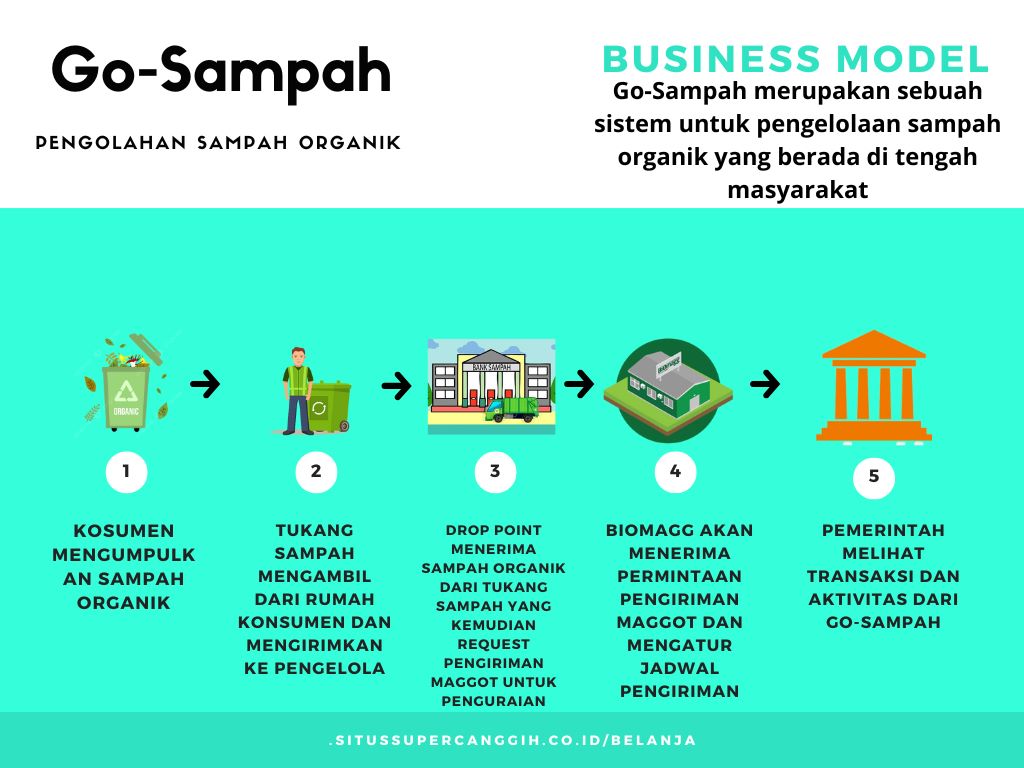 Go-Sampah
PENGOLAHAN SAMPAH ORGANIK
BUSINESS MODEL
Go-Sampah merupakan sebuah
sistem untuk pengelolaan sampah
organik yang berada di tengah
masyarakat
ORGANIC
BANK SAMPAH
1
KOSUMEN
MENGUMPULK
AN SAMPAH
ORGANIK
2
TUKANG
SAMPAH
MENGAMBIL
DARI RUMAH
KONSUMEN DAN
MENGIRIMKAN
KE PENGELOLA
3
DROP POINT
MENERIMA
SAMPAH ORGANIK
DARI TUKANG
SAMPAH YANG
KEMUDIAN
REQUEST
PENGIRIMAN
MAGGOT UNTUK
PENGURAIAN
4
BIOMAGG AKAN
MENERIMA
PERMINTAAN
PENGIRIMAN
MAGGOT DAN
MENGATUR
JADWAL
PENGIRIMAN
5
PEMERINTAH
MELIHAT
TRANSAKSI DAN
AKTIVITAS DARI
GO-SAMPAH
.SITUSSUPERCANGGIH.CO.ID/BELANJA